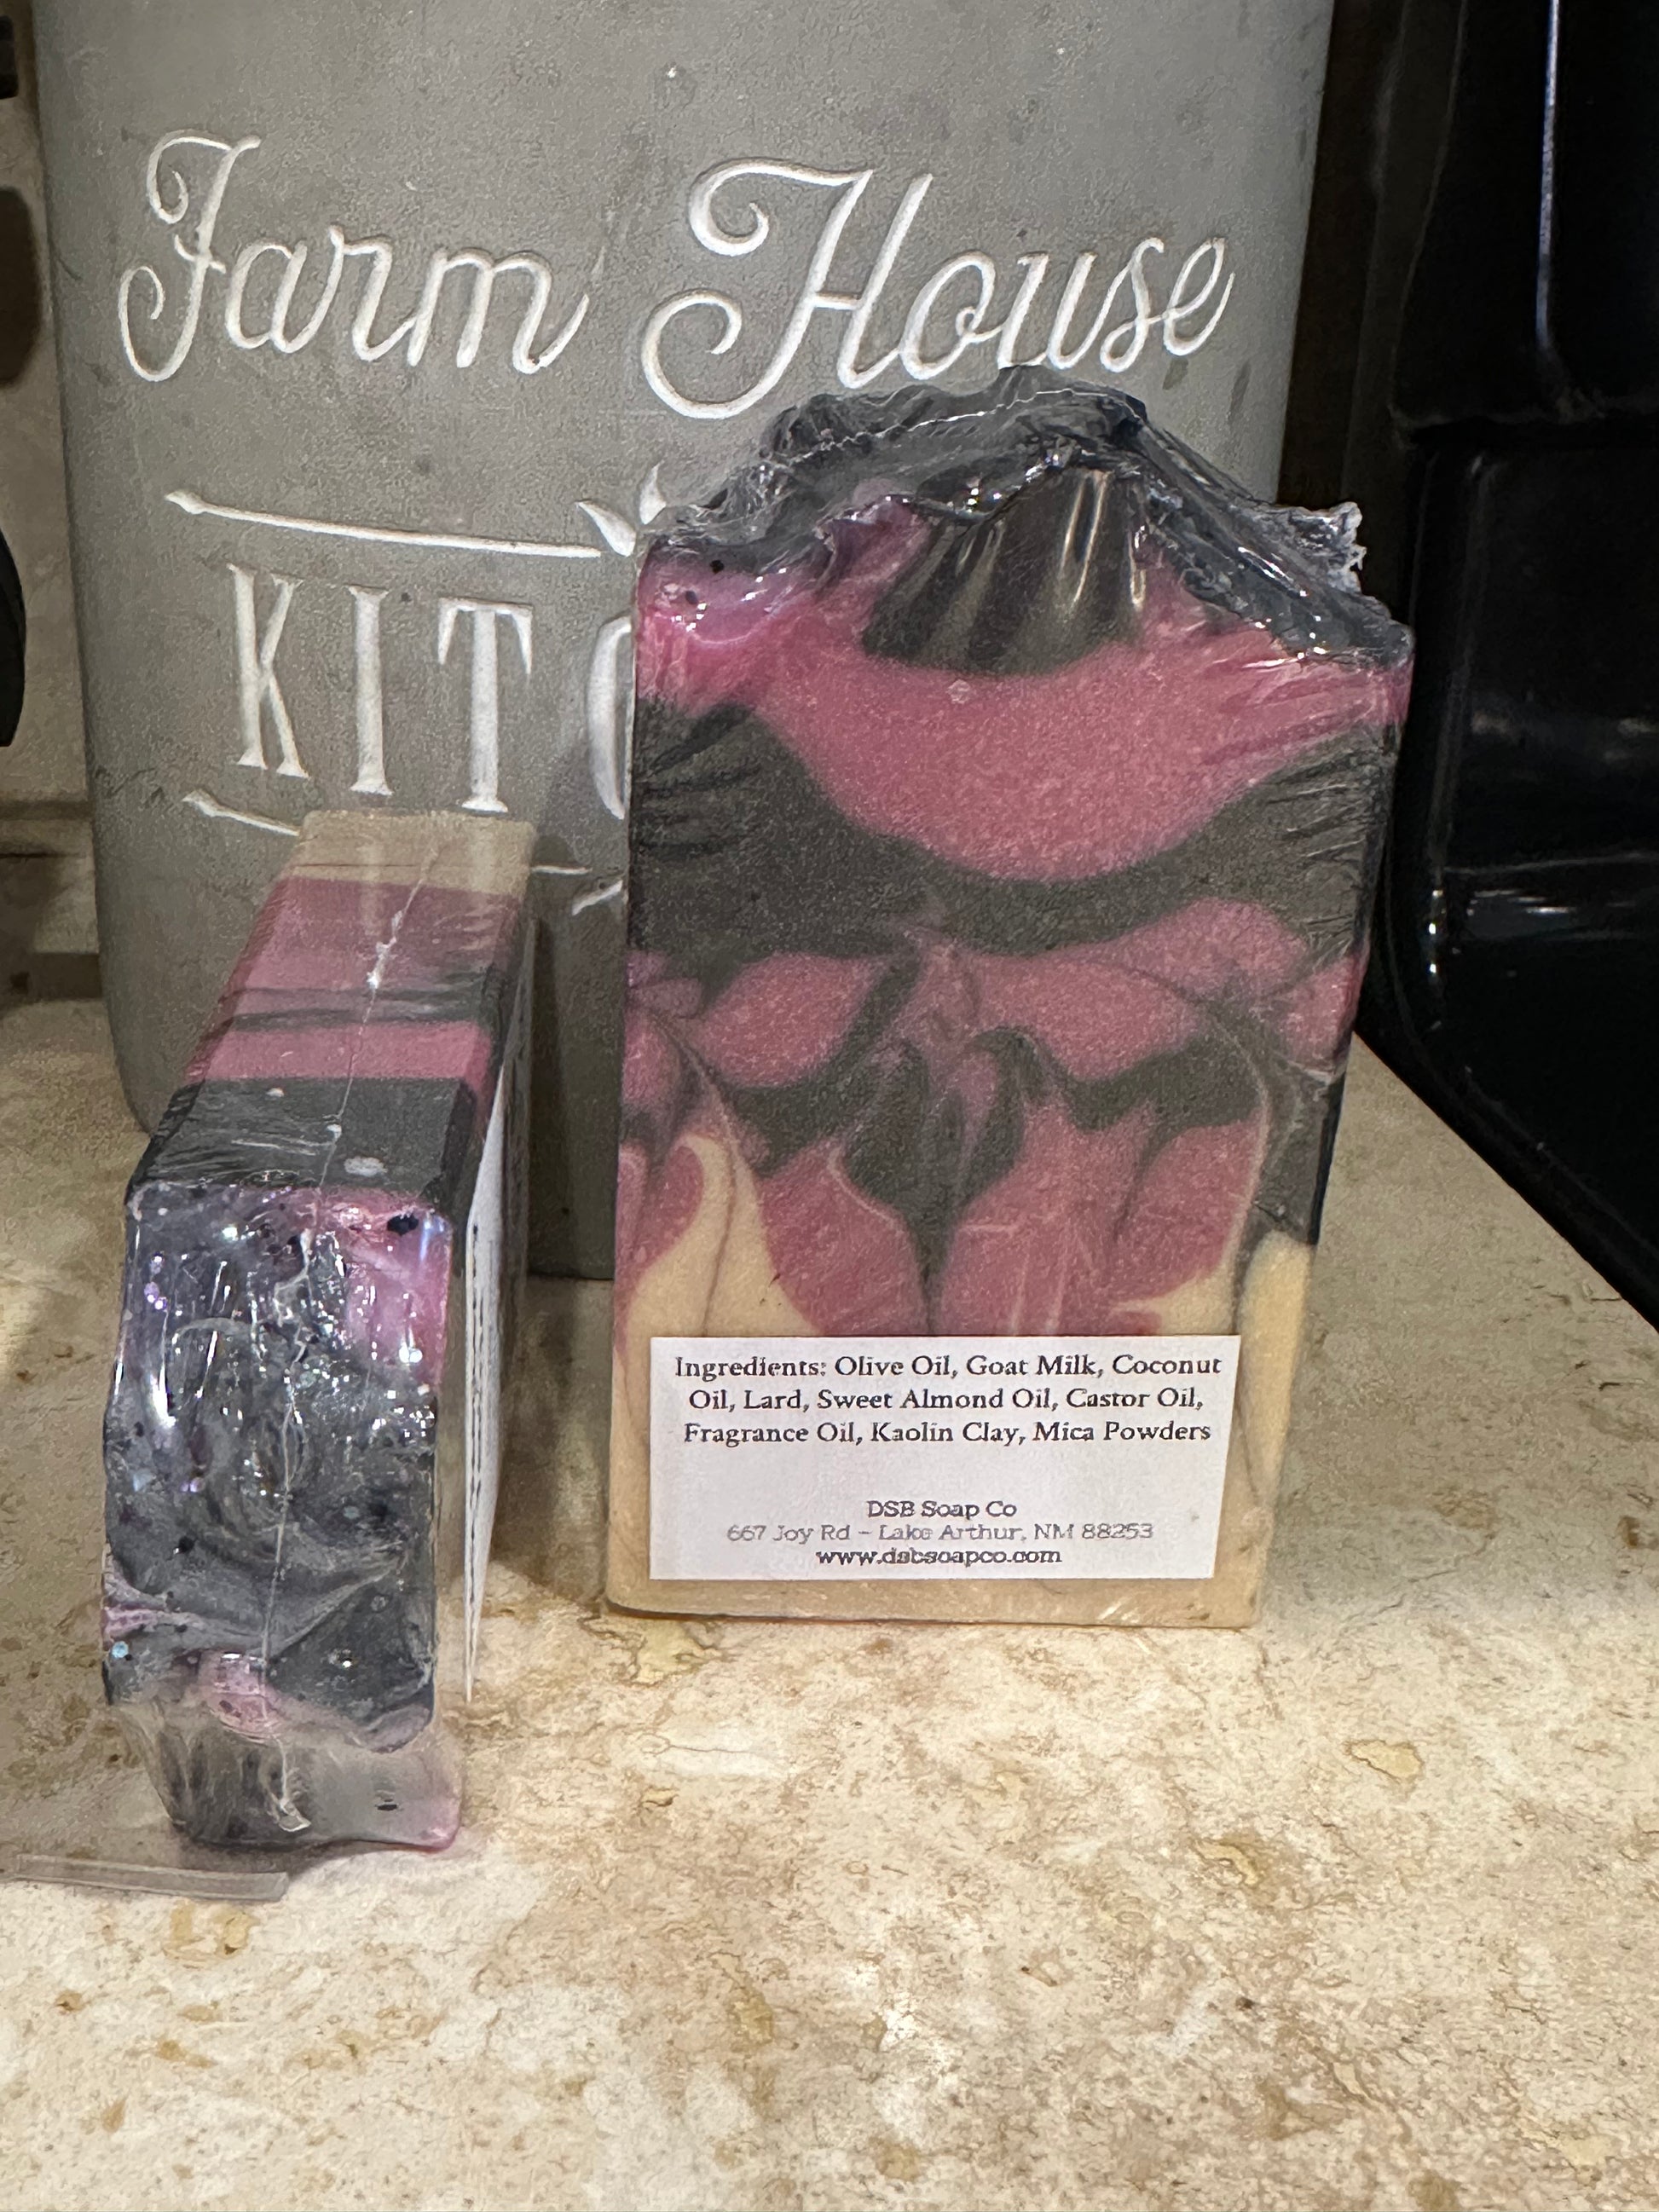 Farm House
KIT
Ingredients: Olive Oil, Goat Milk, Coconut
Oil, Lard, Sweet Almond Oil, Castor Oil,
Fragrance Oil, Kaolin Clay, Mica Powders
DSB Soap Co
667 Joy Rd - Lake Arthur, NM 88253
www.dsbsoapco.com